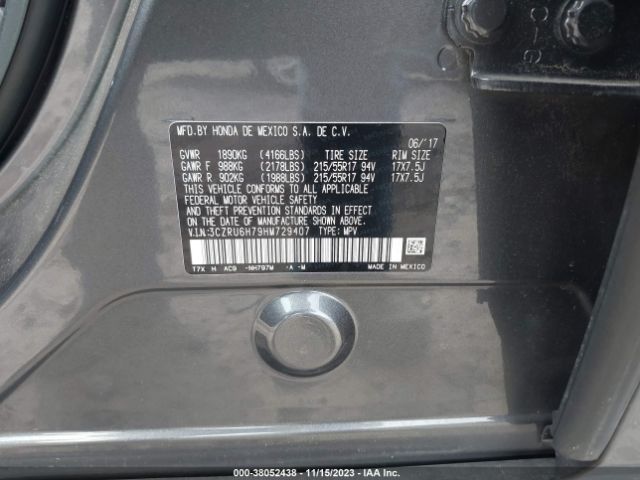 MFD.BY HONDA DE MEXICO S.A. DE C.V.
06/'17
GVWR 1890KG (4166LBS) TIRE SIZE RIM SIZE
GAWR F 988KG (2178LBS) 215/55R17 94V 17X7.5J
GAWR R 902KG (1988LBS) 215/55R17 94V 17X7.5J
THIS VEHICLE CONFORMS TO ALL APPLICABLE
FEDERAL MOTOR VEHICLE SAFETY
AND THEFT PREVENTION STANDARDS IN EFFECT
ON THE DATE OF MANUFACTURE SHOWN ABOVE.
V.I.N:3CZRU6H79HM729407 TYPE: MPV
T7X H AC9 -NH797M -A -M MADE IN MEXICO
000-38052438 - 11/15/2023 - IAA Inc.